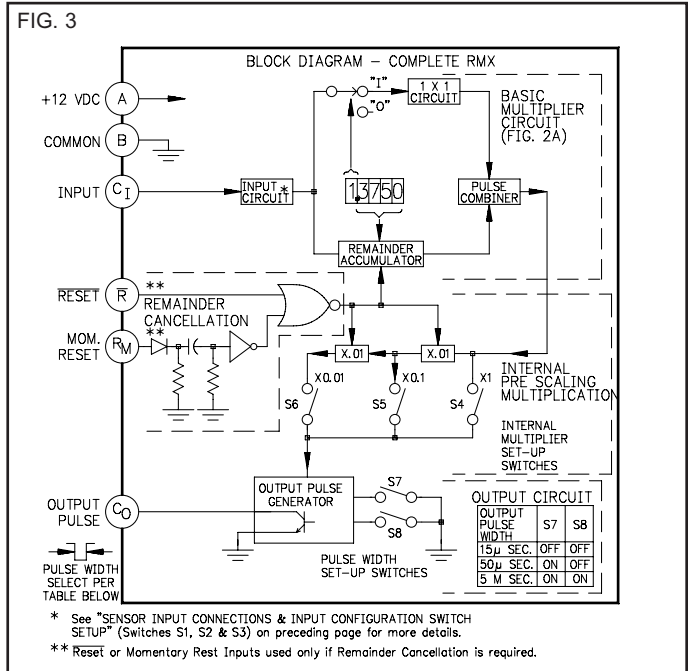 FIG. 3
BLOCK DIAGRAM – COMPLETE RMX
+12 VDC
A
COMMON
B
INPUT
CI
INPUT *
CIRCUIT
"I"
"O"
1 X 1
CIRCUIT
BASIC
MULTIPLIER
CIRCUIT
(FIG. 2A)
1.3750
PULSE
COMBINER
REMAINDER
ACCUMULATOR
RESET
R
**
REMAINDER
CANCELLATION
MOM.
RESET
RM
**
X.01
X.01
X0.01
X0.1
X1
S6
S5
S4
INTERNAL
PRE SCALING
MULTIPLICATION
INTERNAL
MULTIPLIER
SET-UP
SWITCHES
OUTPUT
PULSE
CO
OUTPUT PULSE
GENERATOR
S7
S8
PULSE WIDTH
SET-UP SWITCHES
OUTPUT CIRCUIT
OUTPUT PULSE WIDTH S7 S8
15µ SEC. OFF OFF
50µ SEC. ON OFF
5 M SEC. ON ON
PULSE WIDTH
SELECT PER
TABLE BELOW
* See "SENSOR INPUT CONNECTIONS & INPUT CONFIGURATION SWITCH
SETUP" (Switches S1, S2 & S3) on preceding page for more details.
** Reset or Momentary Rest Inputs used only if Remainder Cancellation is required.